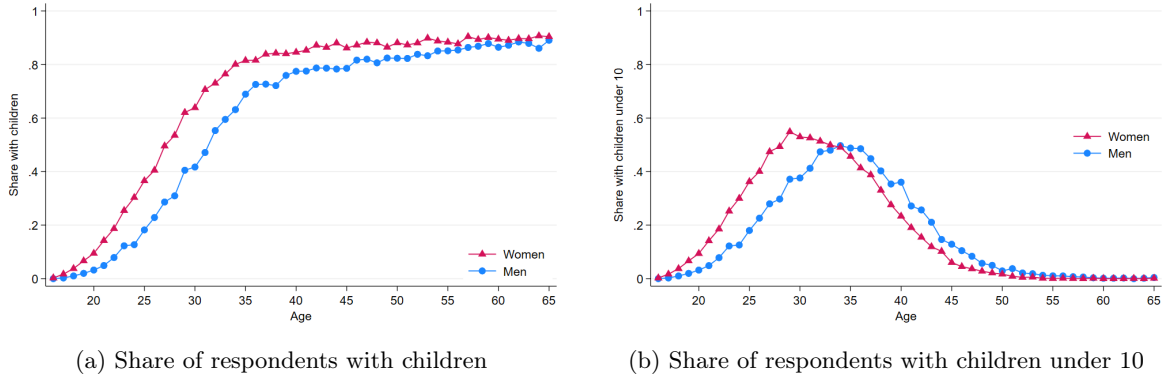 1
.8
.6
.4
.2
0
Share with children
20 25 30 35 40 45 50 55 60 65
Age
Women
Men
(a) Share of respondents with children
1
.8
.6
.4
.2
0
Share with children under 10
20 25 30 35 40 45 50 55 60 65
Age
Women
Men
(b) Share of respondents with children under 10